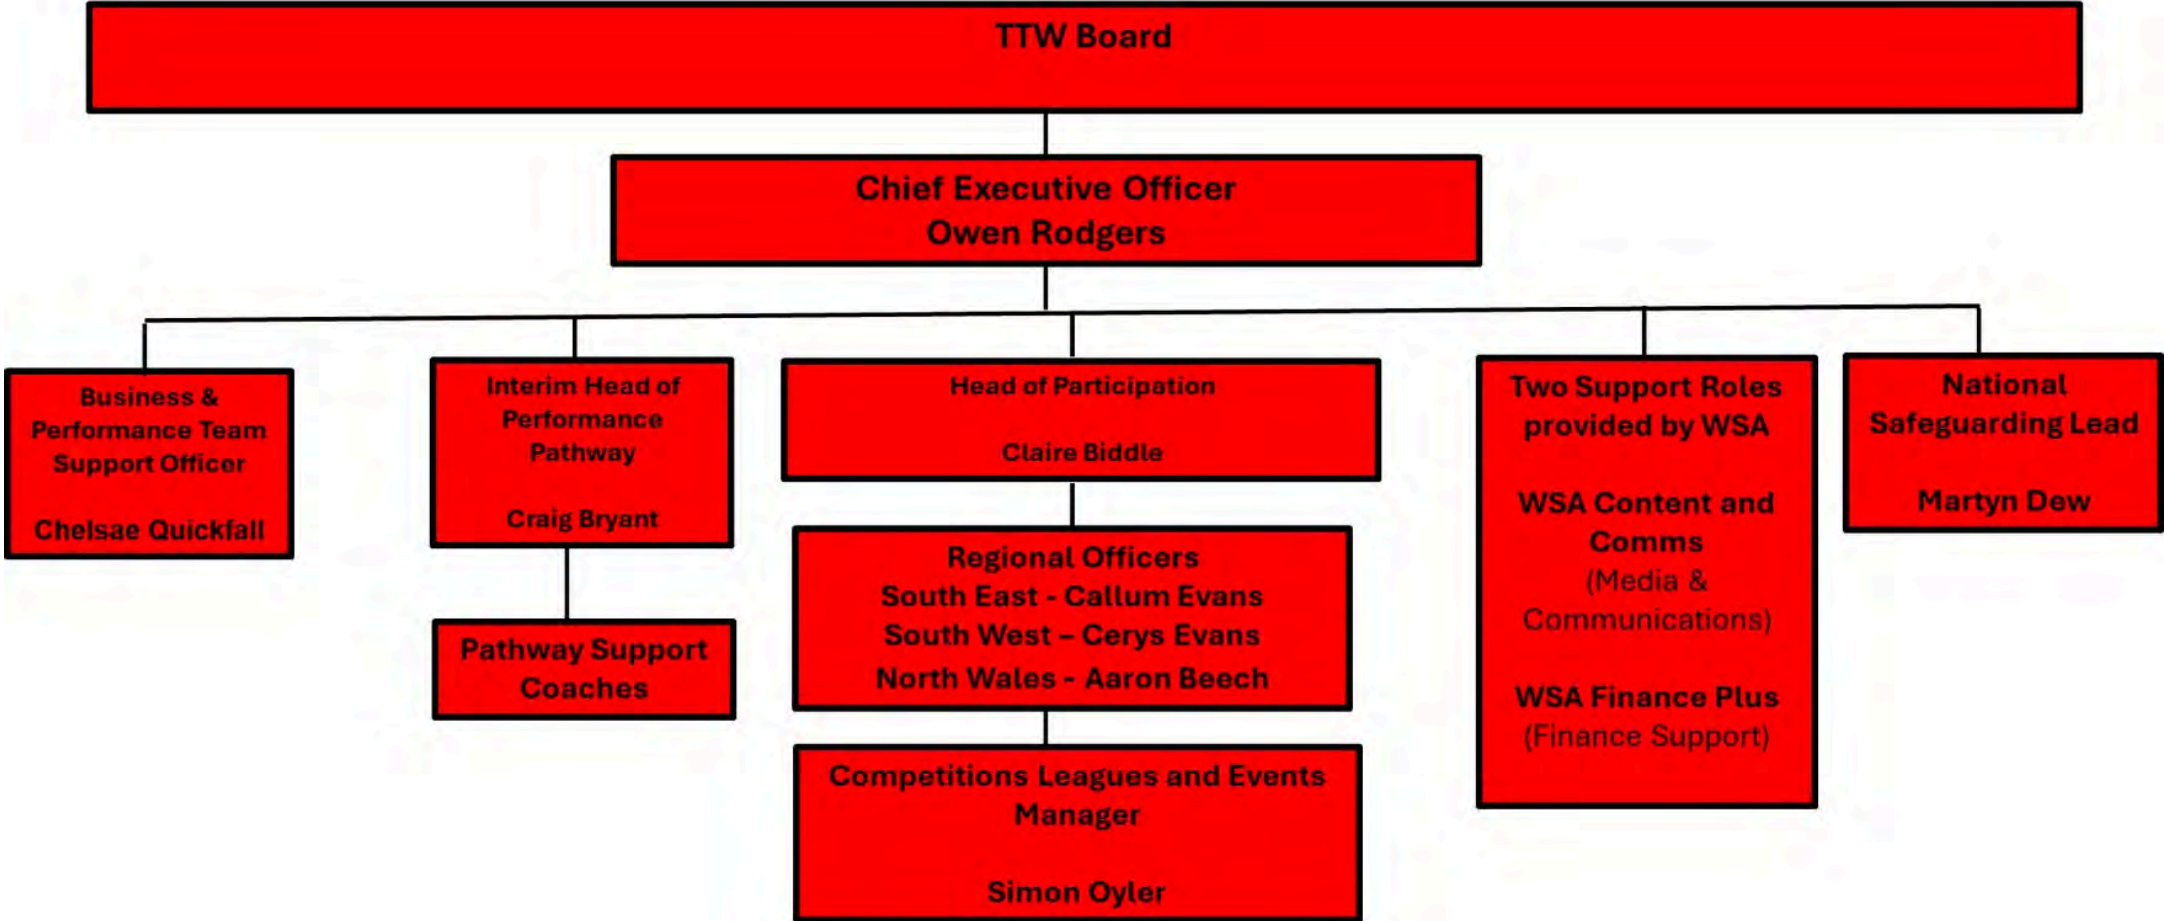 TTW Board
Chief Executive Officer
Owen Rodgers
Business &
Performance Team
Support Officer
Chelsae Quickfall
Interim Head of
Performance
Pathway
Craig Bryant
Pathway Support
Coaches
Head of Participation
Claire Biddle
Regional Officers
South East - Callum Evans
South West – Cerys Evans
North Wales - Aaron Beech
Competitions Leagues and Events
Manager
Simon Oyler
Two Support Roles
provided by WSA
WSA Content and
Comms
(Media &
Communications)
WSA Finance Plus
(Finance Support)
National
Safeguarding Lead
Martyn Dew